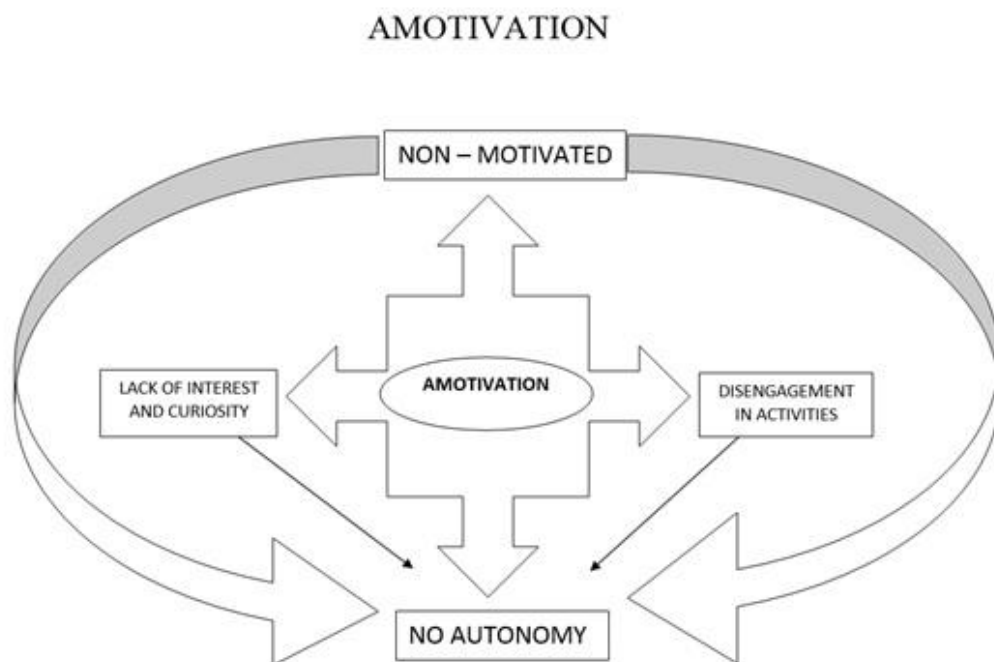 AMOTIVATION
NON – MOTIVATED
LACK OF INTEREST
AND CURIOSITY
AMOTIVATION
DISENGAGEMENT
IN ACTIVITIES
NO AUTONOMY